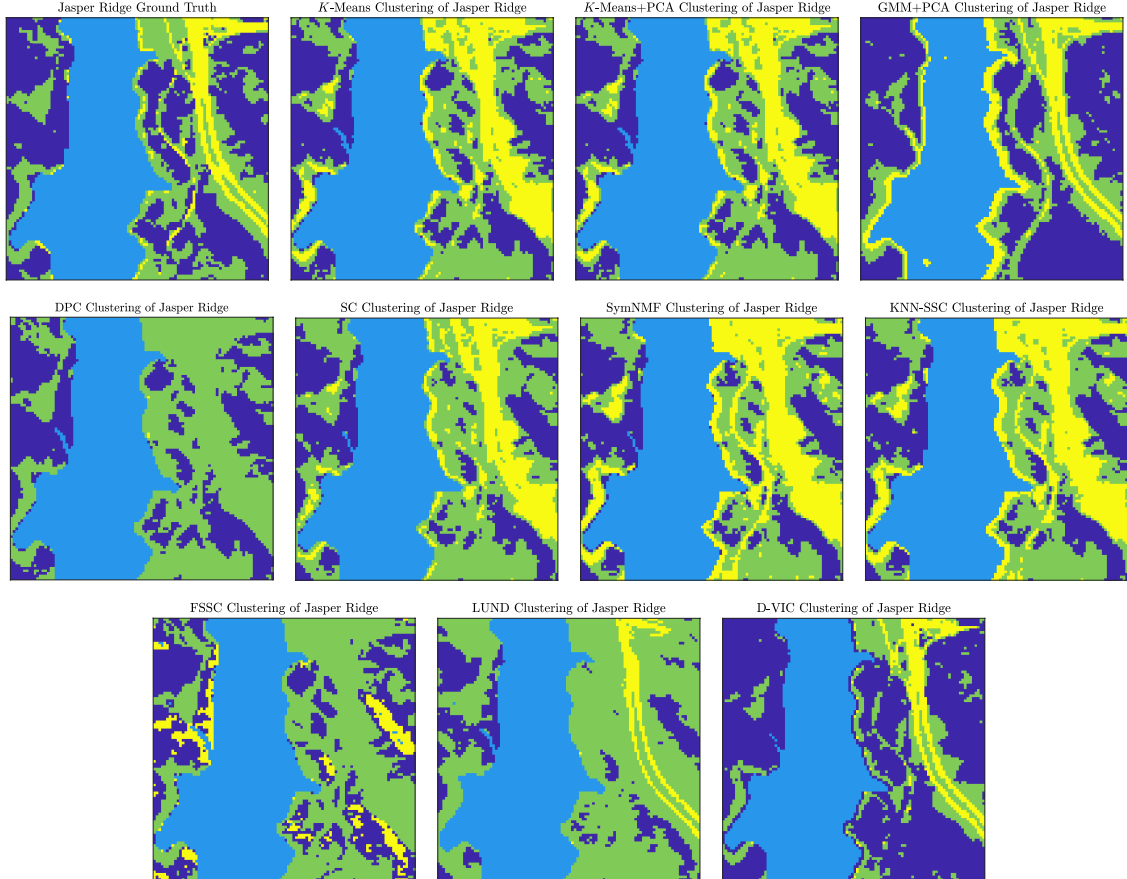 Jasper Ridge Ground Truth
K-Means Clustering of Jasper Ridge
K-Means+PCA Clustering of Jasper Ridge
GMM+PCA Clustering of Jasper Ridge
DPC Clustering of Jasper Ridge
SC Clustering of Jasper Ridge
SymNMF Clustering of Jasper Ridge
KNN-SSC Clustering of Jasper Ridge
FSSC Clustering of Jasper Ridge
LUND Clustering of Jasper Ridge
D-VIC Clustering of Jasper Ridge